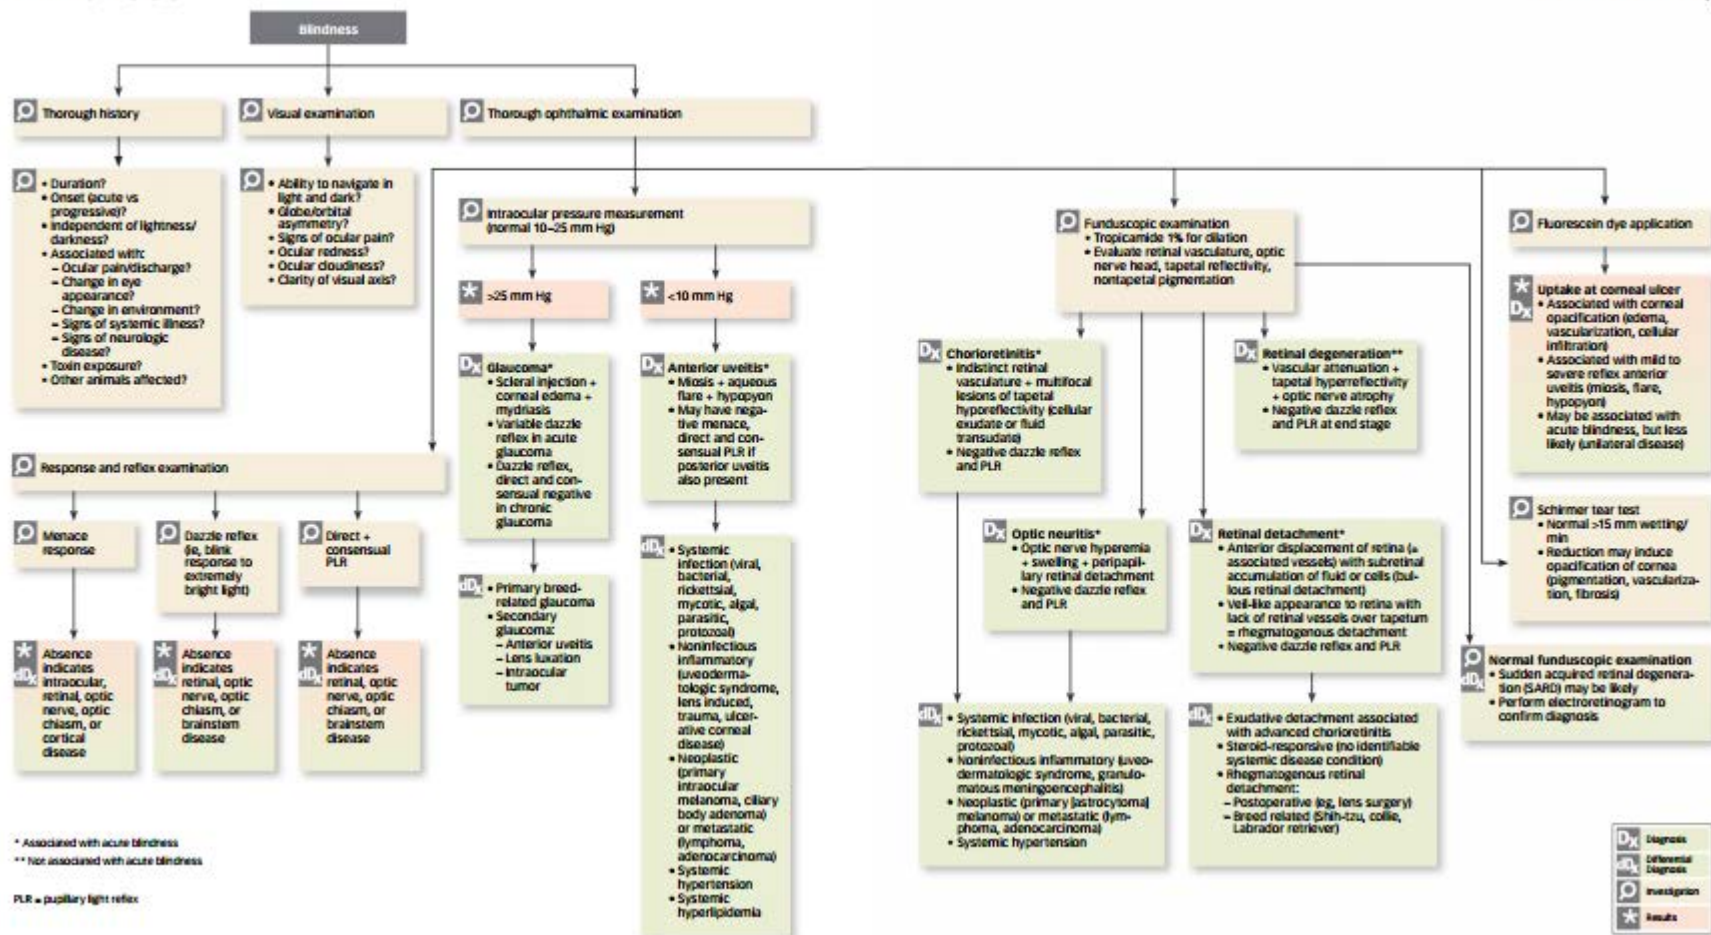 Blindness
Thorough history
Visual examination
Thorough ophthalmic examination
• Duration?
• Onset (acute vs
progressive)?
• Independent of lightness/
darkness?
• Associated with:
– Ocular pain/discharge?
– Change in eye
appearance?
– Change in environment?
– Signs of systemic illness?
– Signs of neurologic
disease?
• Toxin exposure?
• Other animals affected?
• Ability to navigate in
light and dark?
• Globe/orbital
asymmetry?
• Signs of ocular pain?
• Ocular redness?
• Ocular cloudiness?
• Clarity of visual axis?
Response and reflex examination
Menace
response
Dazzle reflex
(ie, blink
response to
extremely
bright light)
Direct +
consensual
PLR
* dDx
Absence
indicates
intraocular,
retinal, optic
nerve, optic
chiasm, or
cortical
disease
* dDx
Absence
indicates
retinal, optic
nerve, optic
chiasm, or
brainstem
disease
* dDx
Absence
indicates
retinal, optic
nerve, optic
chiasm, or
brainstem
disease
Intraocular pressure measurement
(normal 10–25 mm Hg)
* >25 mm Hg
* <10 mm Hg
Dx Glaucoma*
• Scleral injection +
corneal edema +
mydriasis
• Variable dazzle
reflex in acute
glaucoma
• Dazzle reflex,
direct and con-
sensual negative
in chronic
glaucoma
dDx • Primary breed-
related glaucoma
• Secondary
glaucoma:
– Anterior uveitis
– Lens luxation
– Intraocular
tumor
Dx Anterior uveitis*
• Miosis + aqueous
flare + hypopyon
• May have nega-
tive menace,
direct and con-
sensual PLR if
posterior uveitis
also present
dDx • Systemic
infection (viral,
bacterial,
rickettsial,
mycotic, algal,
parasitic,
protozoal)
• Noninfectious
inflammatory
(uveoderma-
tologic syndrome,
lens induced,
trauma, ulcer-
ative corneal
disease)
• Neoplastic
(primary
intraocular
melanoma, ciliary
body adenoma)
or metastatic
(lymphoma,
adenocarcinoma)
• Systemic
hypertension
• Systemic
hyperlipidemia
Funduscopic examination
• Tropicamide 1% for dilation
• Evaluate retinal vasculature, optic
nerve head, tapetal reflectivity,
nontapetal pigmentation
Dx Chorioretinitis*
• Indistinct retinal
vasculature + multifocal
lesions of tapetal
hyporeflectivity (cellular
exudate or fluid
transudate)
• Negative dazzle reflex
and PLR
Dx Retinal degeneration**
• Vascular attenuation +
tapetal hyperreflectivity
+ optic nerve atrophy
• Negative dazzle reflex
and PLR at end stage
Dx Optic neuritis*
• Optic nerve hyperemia
+ swelling + peripapil-
lary retinal detachment
• Negative dazzle reflex
and PLR
Dx Retinal detachment*
• Anterior displacement of retina (±
associated vessels) with subretinal
accumulation of fluid or cells (bul-
lous retinal detachment)
• Veil-like appearance to retina with
lack of retinal vessels over tapetum
= rhegmatogenous detachment
• Negative dazzle reflex and PLR
dDx • Systemic infection (viral, bacterial,
rickettsial, mycotic, algal, parasitic,
protozoal)
• Noninfectious inflammatory (uveo-
dermatologic syndrome, granulo-
matous meningoencephalitis)
• Neoplastic (primary [astrocytoma]
melanoma) or metastatic (lym-
phoma, adenocarcinoma)
• Systemic hypertension
dDx • Exudative detachment associated
with advanced chorioretinitis
• Steroid-responsive (no identifiable
systemic disease condition)
• Rhegmatogenous retinal
detachment:
– Postoperative (eg, lens surgery)
– Breed related (Shih-tzu, collie,
Labrador retriever)
Fluorescein dye application
* Dx
Uptake at corneal ulcer
• Associated with corneal
opacification (edema,
vascularization, cellular
infiltration)
• Associated with mild to
severe reflex anterior
uveitis (miosis, flare,
hypopyon)
• May be associated with
acute blindness, but less
likely (unilateral disease)
Schirmer tear test
• Normal >15 mm wetting/
min
• Reduction may induce
opacification of cornea
(pigmentation, vasculariza-
tion, fibrosis)
dDx
Normal funduscopic examination
• Sudden acquired retinal degenera-
tion (SARD) may be likely
• Perform electroretinogram to
confirm diagnosis
* Associated with acute blindness
** Not associated with acute blindness
PLR = pupillary light reflex
Dx Diagnosis
dDx Differential
Diagnosis
Investigation
* Results